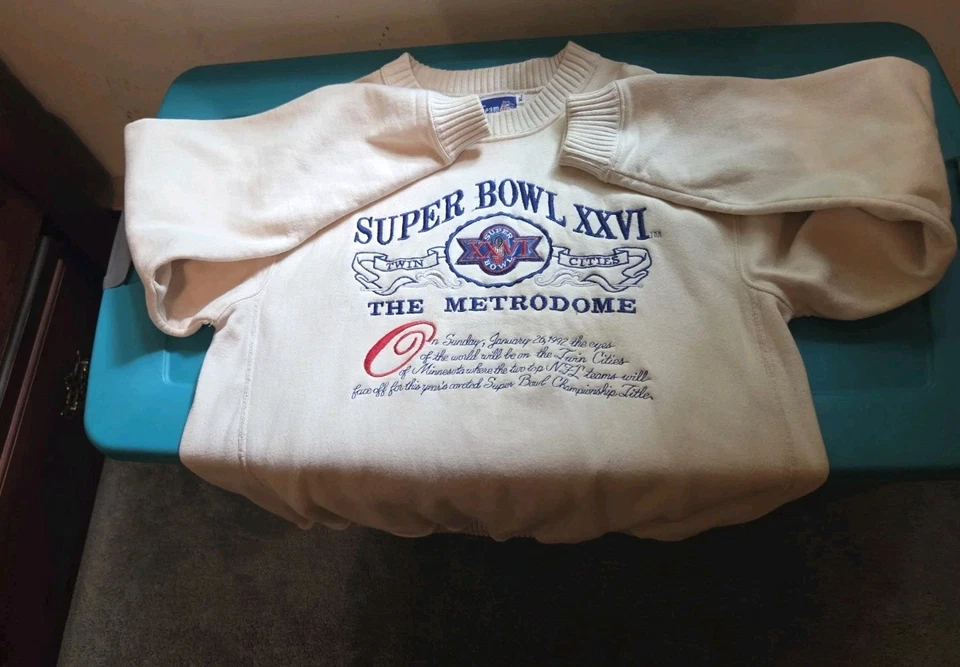 SUPER BOWL XXVI TM
SUPER
XXVI
BOWL
TWIN CITIES
THE METRODOME
On Sunday, January 26, 1992 the eyes
of the world will be on the Twin Cities
of Minnesota where the two top NFL teams will
face off for this year's coveted Super Bowl Championship Title.